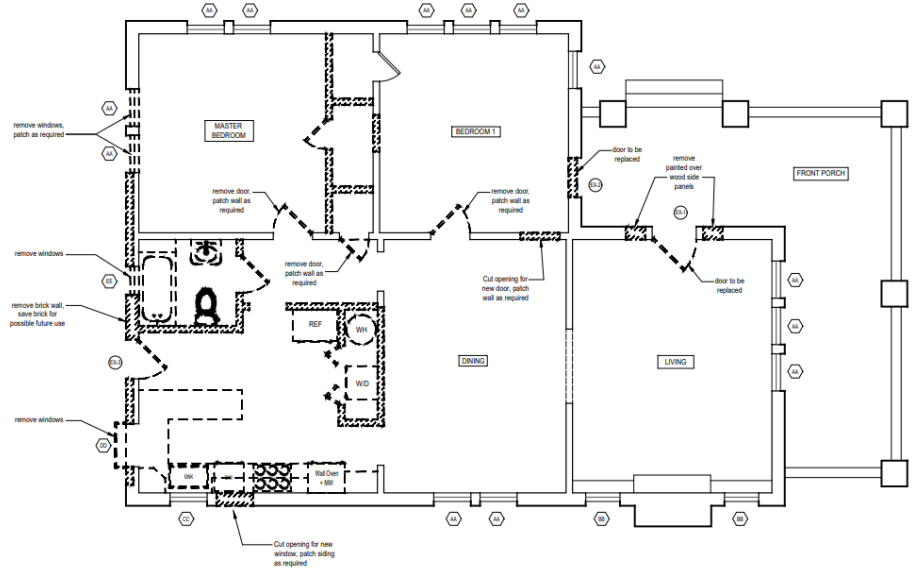 AA
AA
AA
AA
AA
AA
AA
remove windows,
patch as required
AA
MASTER
BEDROOM
BEDROOM 1
door to be
replaced
remove
painted over
wood side
panels
FRONT PORCH
remove door,
patch wall as
required
remove door,
patch wall as
required
EX-2
EX-1
remove windows
EE
remove door,
patch wall as
required
Cut opening for
new door, patch
wall as required
door to be
replaced
AA
remove brick wall,
save brick for
possible future use
REF
WH
AA
EX-3
W/D
DINING
LIVING
AA
remove windows
DD
SINK
Wall Oven
+ MW
CC
AA
AA
BB
BB
Cut opening for new
window, patch siding
as required